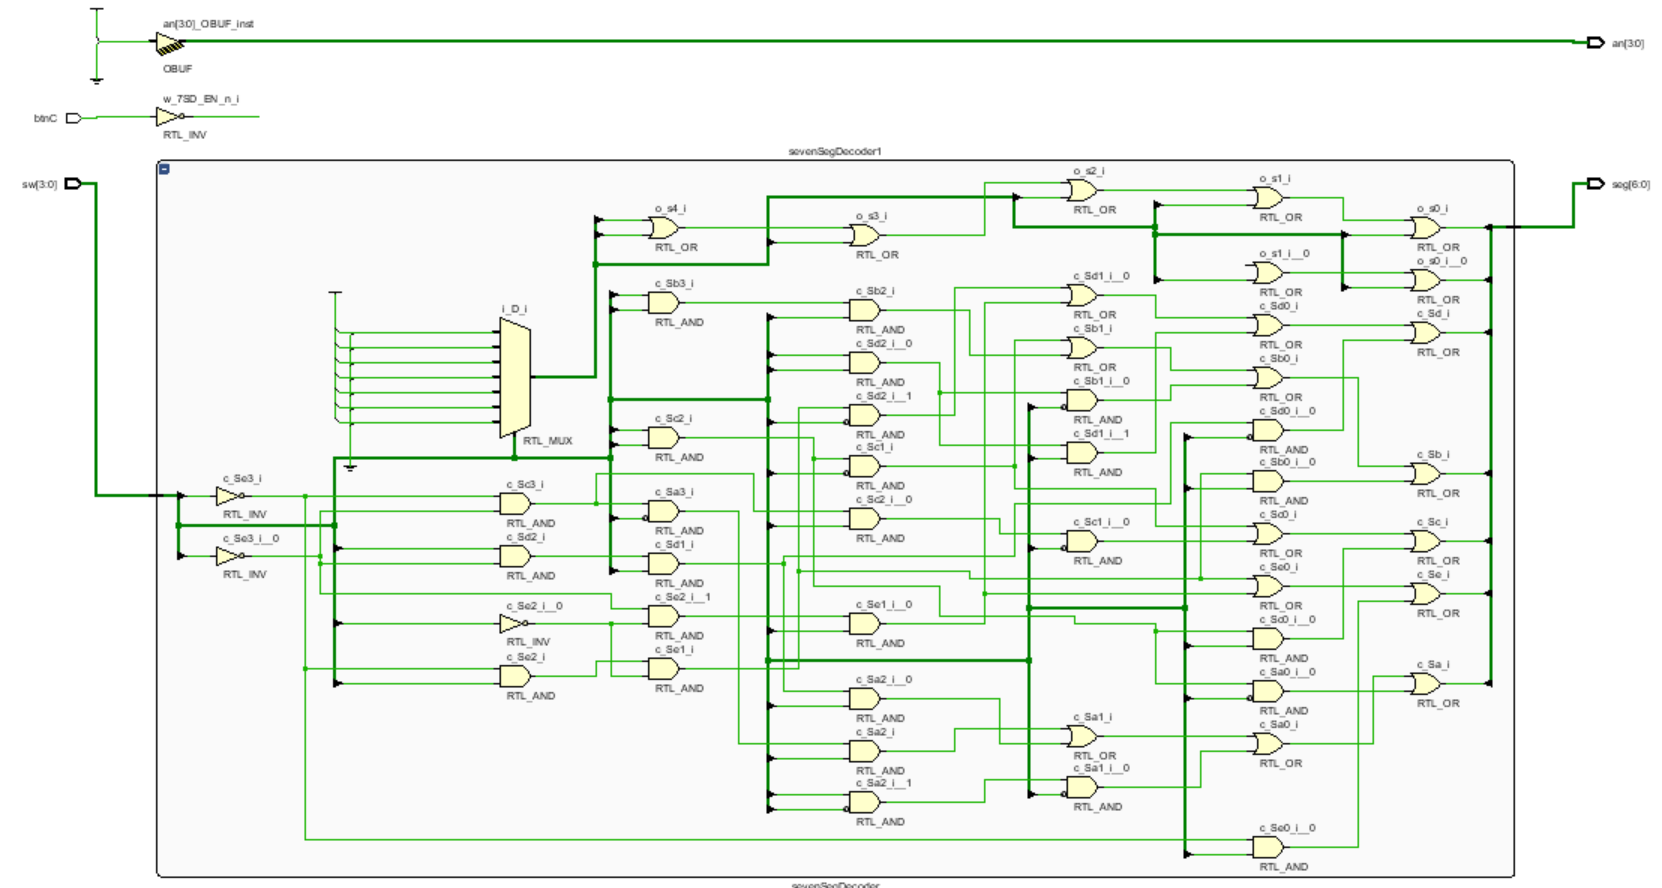 an[3:0]_OBUF_inst
OBUF
an[3:0]
w_7SD_EN_n_i
btnC
RTL_INV
sevenSegDecoder1
sw[3:0]
seg[6:0]
o_s2_i
RTL_OR
o_s1_i
RTL_OR
o_s4_i
RTL_OR
o_s3_i
RTL_OR
o_s0_i
RTL_OR
o_s1_i__0
RTL_OR
o_s0_i__0
RTL_OR
c_Sb3_i
RTL_AND
c_Sb2_i
RTL_AND
c_Sd1_i__0
RTL_OR
c_Sd0_i
RTL_OR
c_Sd_i
RTL_OR
i_D_i
RTL_MUX
c_Sd2_i__0
RTL_AND
c_Sb1_i
RTL_OR
c_Sb0_i
RTL_OR
c_Sd2_i__1
RTL_AND
c_Sb1_i__0
RTL_AND
c_Sd0_i__0
RTL_AND
c_Sc2_i
RTL_AND
c_Sc1_i
RTL_AND
c_Sd1_i__1
RTL_AND
c_Sb0_i__0
RTL_AND
c_Sb_i
RTL_OR
c_Se3_i
RTL_INV
c_Sc3_i
RTL_AND
c_Sa3_i
RTL_AND
c_Sc2_i__0
RTL_AND
c_Sc1_i__0
RTL_AND
c_Sc0_i
RTL_OR
c_Sc_i
RTL_OR
c_Se3_i__0
RTL_INV
c_Sd2_i
RTL_AND
c_Sd1_i
RTL_AND
c_Se0_i
RTL_OR
c_Se_i
RTL_OR
c_Se2_i__0
RTL_INV
c_Se2_i__1
RTL_AND
c_Se1_i__0
RTL_AND
c_Sc0_i__0
RTL_AND
c_Se2_i
RTL_AND
c_Se1_i
RTL_AND
c_Sa2_i__0
RTL_AND
c_Sa0_i__0
RTL_AND
c_Sa_i
RTL_OR
c_Sa2_i
RTL_AND
c_Sa1_i
RTL_OR
c_Sa0_i
RTL_OR
c_Sa2_i__1
RTL_AND
c_Sa1_i__0
RTL_AND
c_Se0_i__0
RTL_AND
sevenSegDecoder